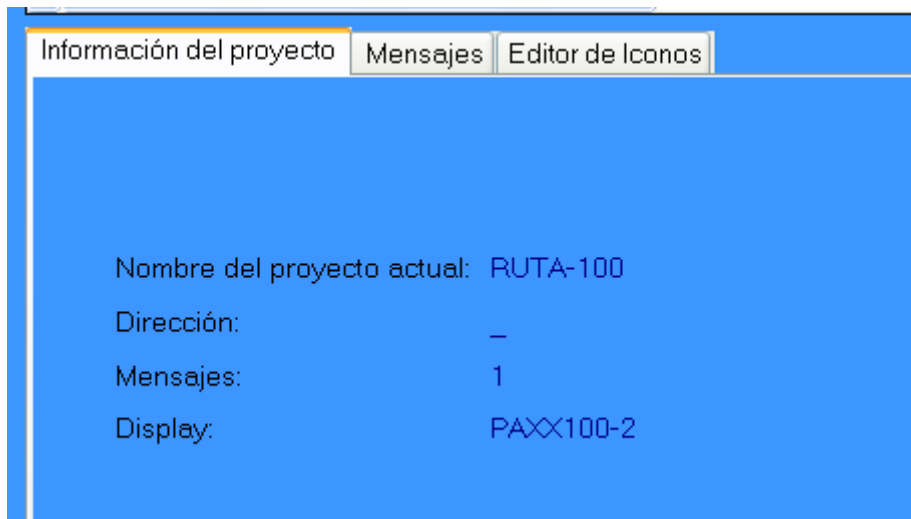 Información del proyecto Mensajes Editor de Iconos
Nombre del proyecto actual: RUTA-100
Dirección: _
Mensajes: 1
Display: PAXX100-2